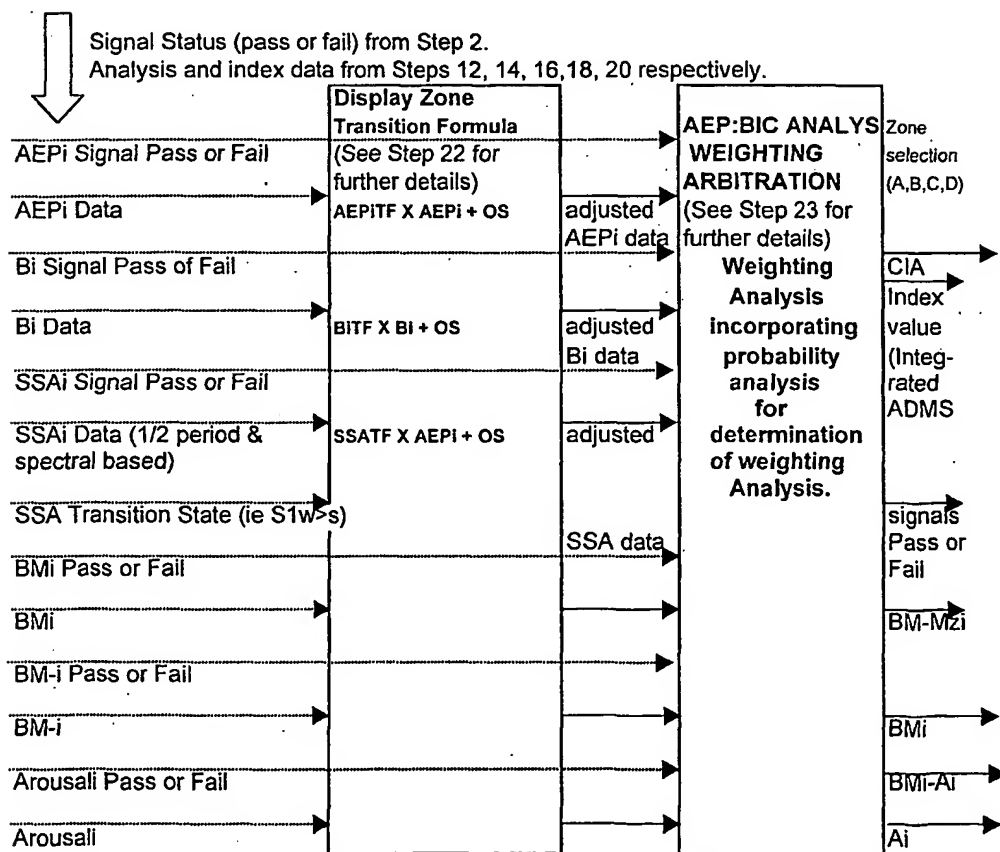 Signal Status (pass or fail) from Step 2.
Analysis and index data from Steps 12, 14, 16,18, 20 respectively.
Display Zone
Transition Formula
(See Step 22 for
further details)
AEPiTF X AEPi + OS
BiTF X Bi + OS
SSATF X AEPi + OS
AEPi Signal Pass or Fail
AEPi Data
Bi Signal Pass of Fail
Bi Data
SSAi Signal Pass or Fail
SSAi Data (1/2 period &
spectral based)
SSA Transition State (ie S1w>s)
BMi Pass or Fail
BMi
BM-i Pass or Fail
BM-i
Arousali Pass or Fail
Arousali
adjusted
AEPi data
adjusted
Bi data
adjusted
SSA data
AEP:BIC ANALYS
WEIGHTING
ARBITRATION
(See Step 23 for
further details)
Weighting
Analysis
incorporating
probability
analysis
for
determination
of weighting
Analysis.
Zone
selection
(A,B,C,D)
CIA
Index
value
(Integ-
rated
ADMS
signals
Pass or
Fail
BM-Mzi
BMi
BMi-Ai
Ai